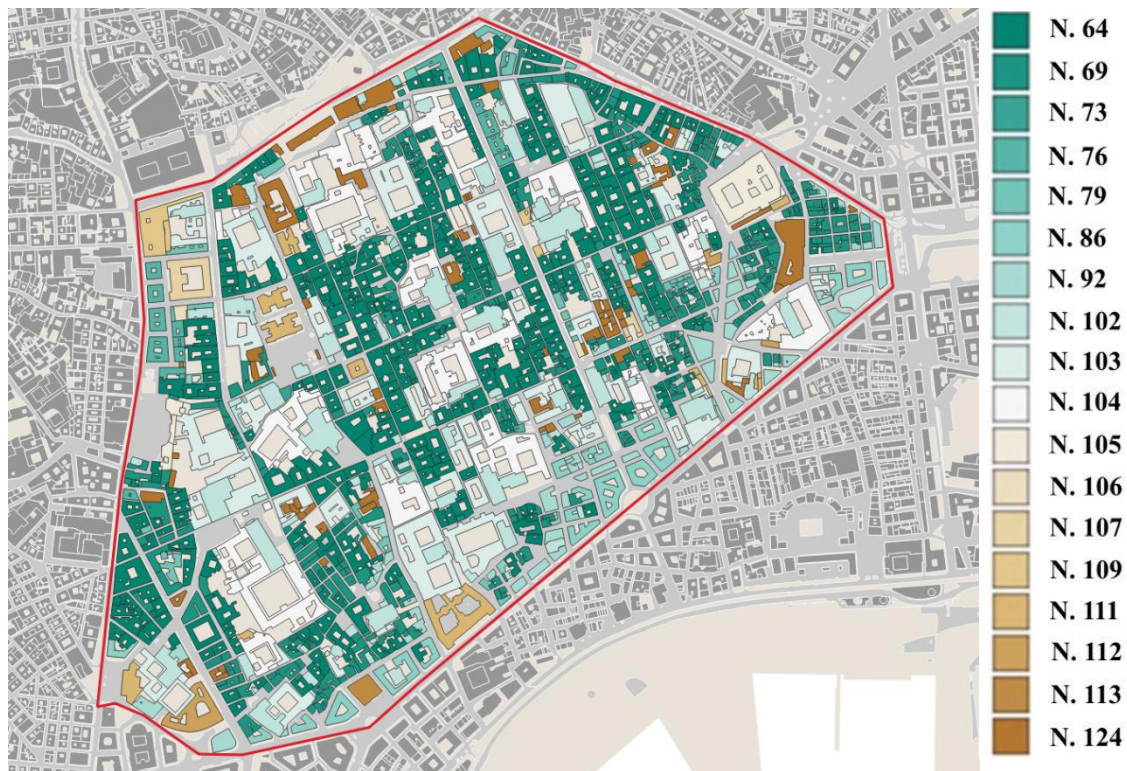 N. 64
N. 69
N. 73
N. 76
N. 79
N. 86
N. 92
N. 102
N. 103
N. 104
N. 105
N. 106
N. 107
N. 109
N. 111
N. 112
N. 113
N. 124